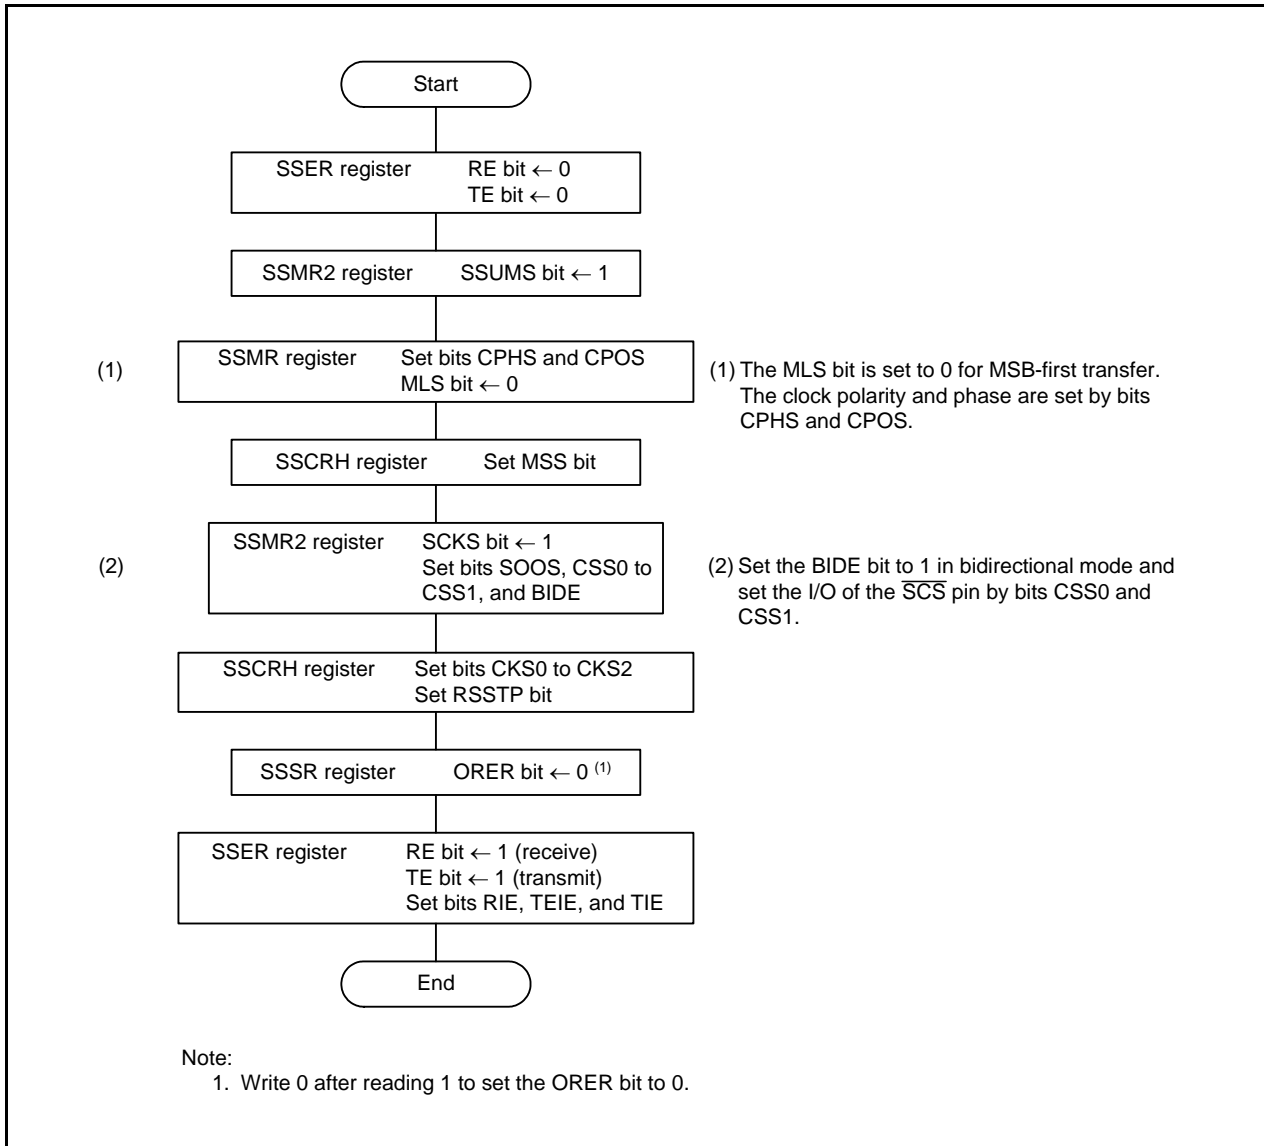 Start
SSER register RE bit ← 0
TE bit ← 0
SSMR2 register SSUMS bit ← 1
(1) SSMR register Set bits CPHS and CPOS
MLS bit ← 0
(1) The MLS bit is set to 0 for MSB-first transfer.
The clock polarity and phase are set by bits
CPHS and CPOS.
SSCRH register Set MSS bit
(2) SSMR2 register SCKS bit ← 1
Set bits SOOS, CSS0 to
CSS1, and BIDE
(2) Set the BIDE bit to 1 in bidirectional mode and
set the I/O of the S̅C̅S̅ pin by bits CSS0 and
CSS1.
SSCRH register Set bits CKS0 to CKS2
Set RSSTP bit
SSSR register ORER bit ← 0 (1)
SSER register RE bit ← 1 (receive)
TE bit ← 1 (transmit)
Set bits RIE, TEIE, and TIE
End
Note:
1. Write 0 after reading 1 to set the ORER bit to 0.